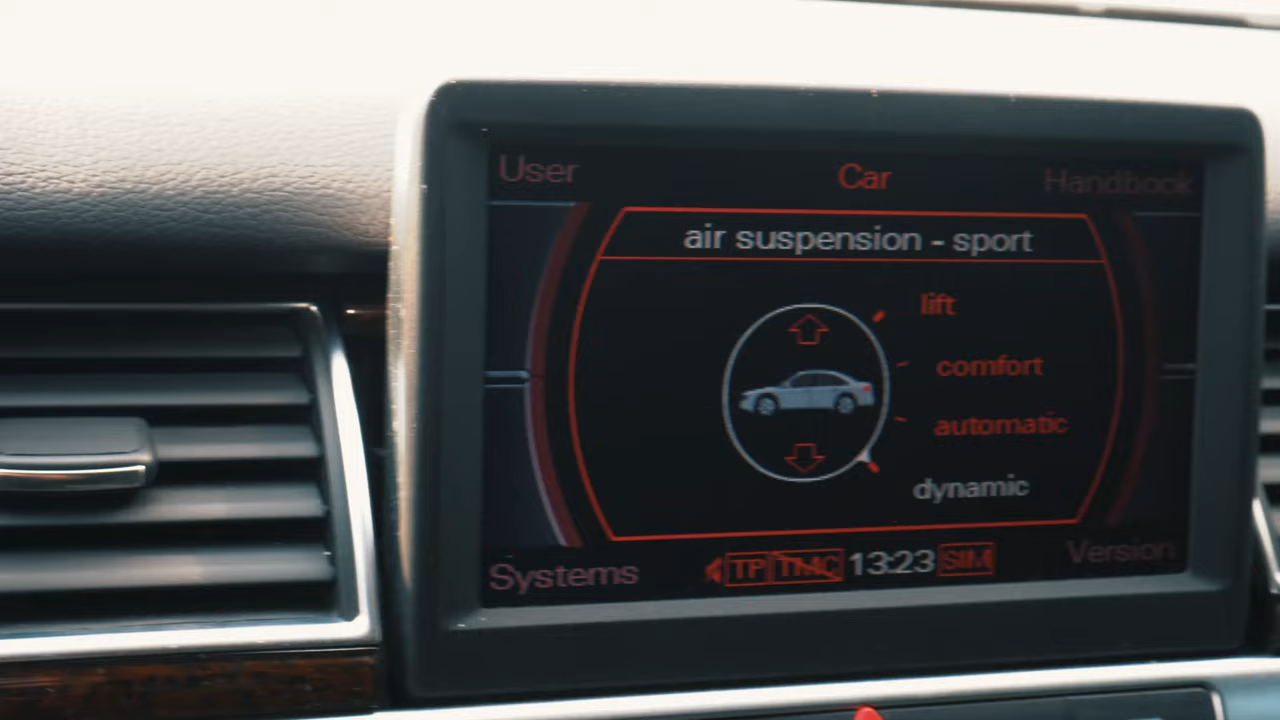 User
Car
Handbook
air suspension - sport
lift
comfort
automatic
dynamic
Systems
TP TMC 13:23 SIM
Version